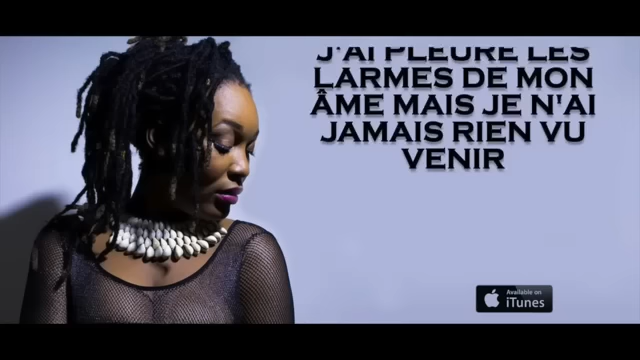 J'AI PLEURÉ LES
LARMES DE MON
ÂME MAIS JE N'AI
JAMAIS RIEN VU
VENIR
Available on
iTunes